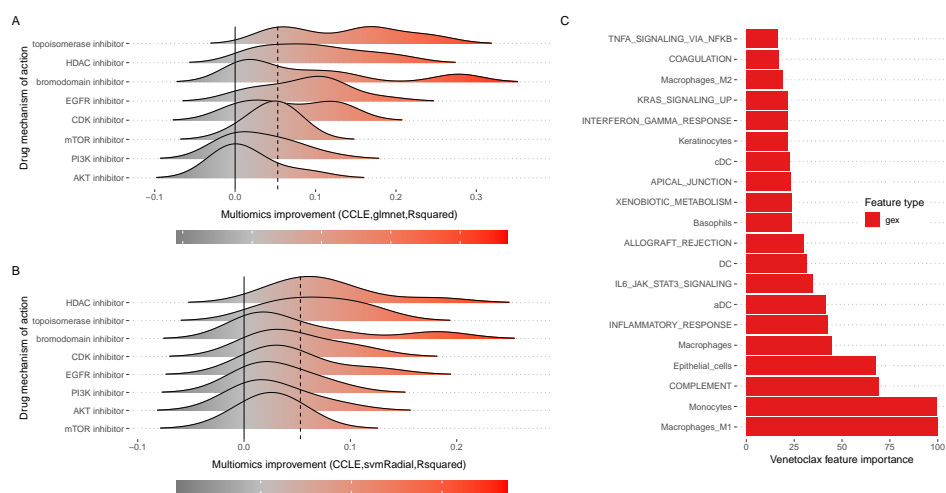 A
Drug mechanism of action
topoisomerase inhibitor
HDAC inhibitor
bromodomain inhibitor
EGFR inhibitor
CDK inhibitor
mTOR inhibitor
PI3K inhibitor
AKT inhibitor
−0.1 0.0 0.1 0.2 0.3
Multiomics improvement (CCLE,glmnet,Rsquared)
B
Drug mechanism of action
HDAC inhibitor
topoisomerase inhibitor
bromodomain inhibitor
CDK inhibitor
EGFR inhibitor
PI3K inhibitor
AKT inhibitor
mTOR inhibitor
−0.1 0.0 0.1 0.2
Multiomics improvement (CCLE,svmRadial,Rsquared)
C
TNFA_SIGNALING_VIA_NFKB
COAGULATION
Macrophages_M2
KRAS_SIGNALING_UP
INTERFERON_GAMMA_RESPONSE
Keratinocytes
cDC
APICAL_JUNCTION
XENOBIOTIC_METABOLISM
Basophils
ALLOGRAFT_REJECTION
DC
IL6_JAK_STAT3_SIGNALING
aDC
INFLAMMATORY_RESPONSE
Macrophages
Epithelial_cells
COMPLEMENT
Monocytes
Macrophages_M1
0 25 50 75 100
Venetoclax feature importance
Feature type
gex